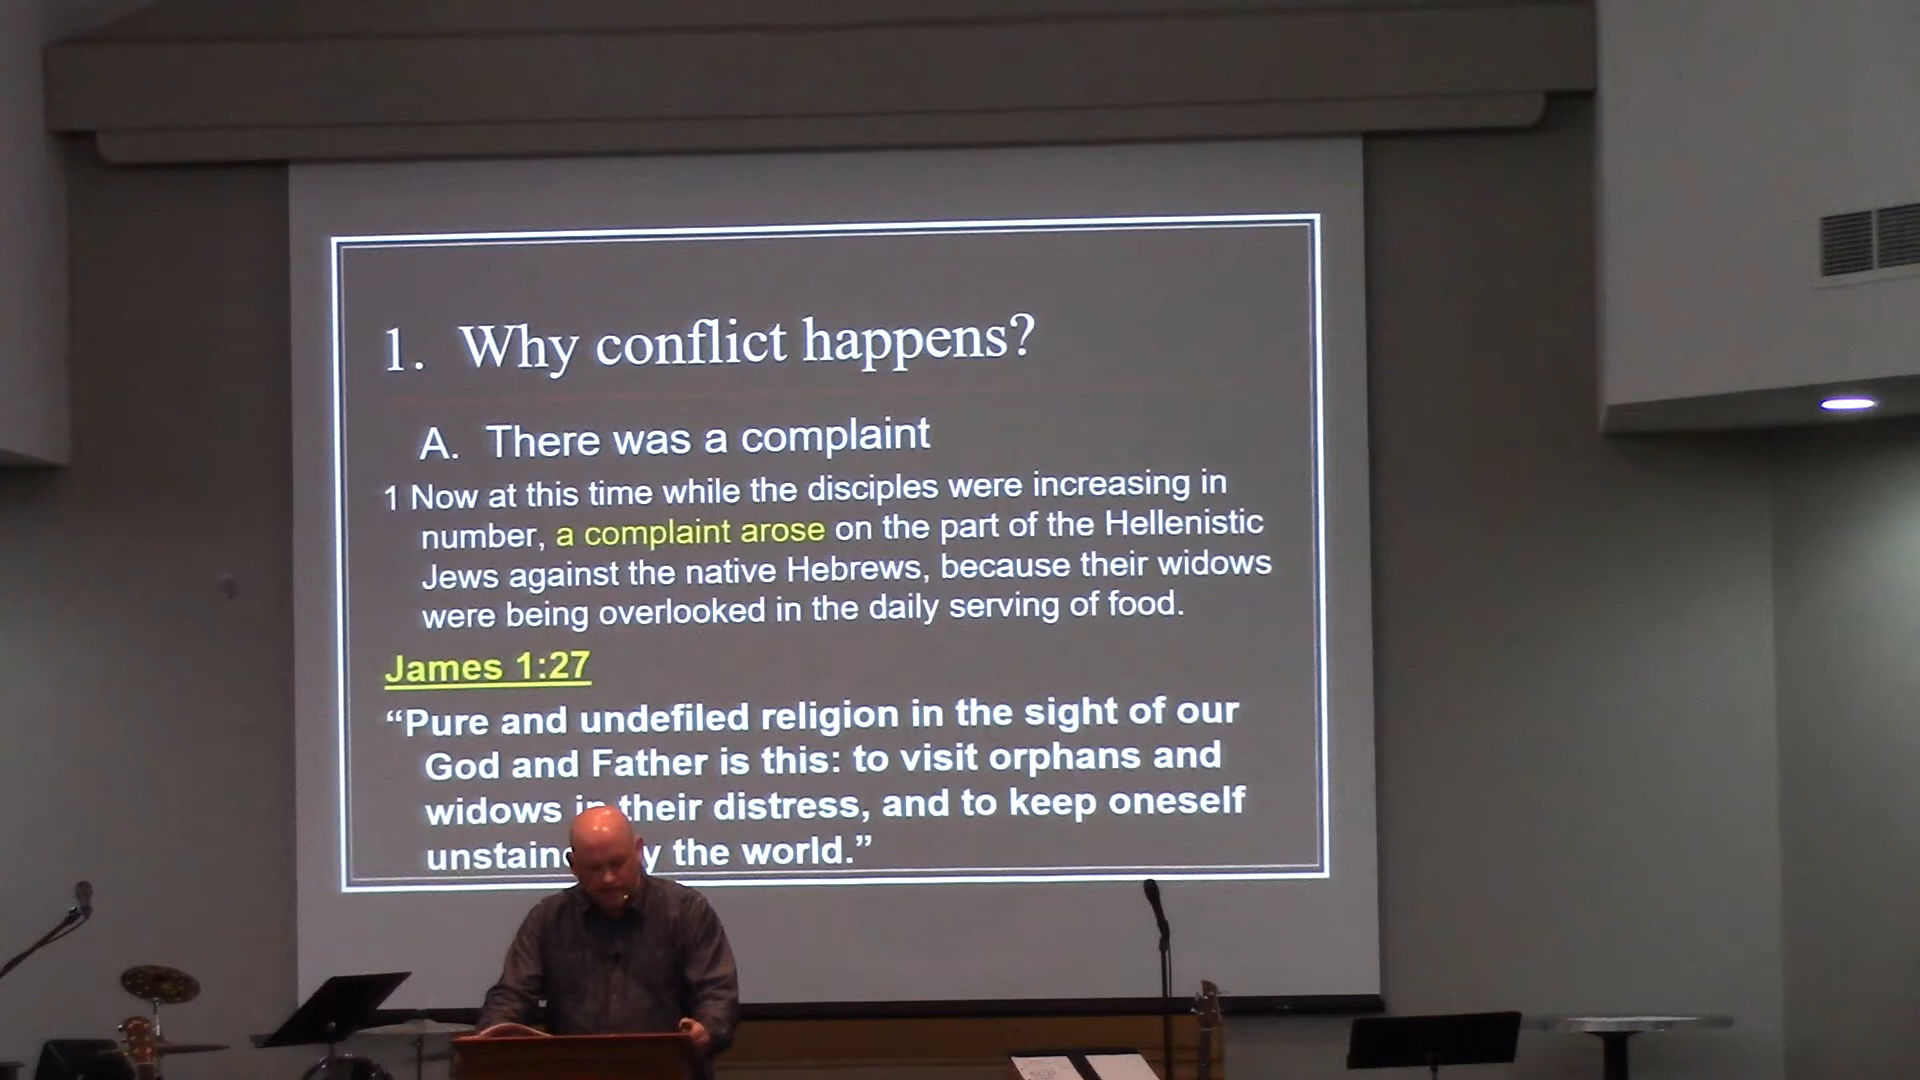 1. Why conflict happens?
A. There was a complaint
1 Now at this time while the disciples were increasing in
number, a complaint arose on the part of the Hellenistic
Jews against the native Hebrews, because their widows
were being overlooked in the daily serving of food.
James 1:27
“Pure and undefiled religion in the sight of our
God and Father is this: to visit orphans and
widows in their distress, and to keep oneself
the world.”